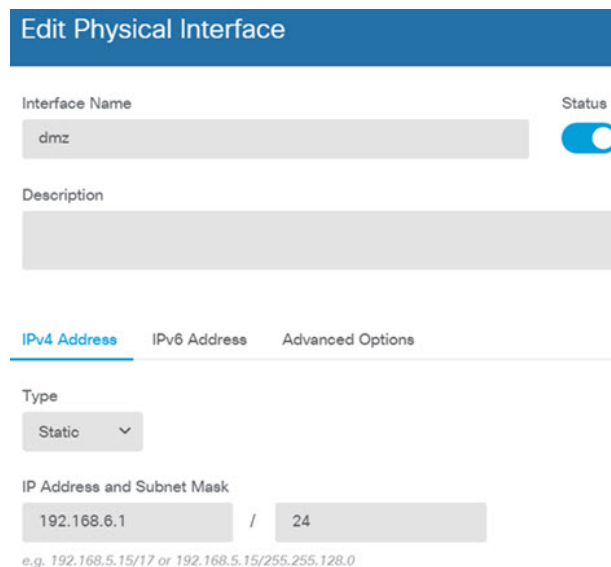 Edit Physical Interface
Interface Name
Status
dmz
Description
IPv4 Address IPv6 Address Advanced Options
Type
Static
IP Address and Subnet Mask
192.168.6.1 / 24
e.g. 192.168.5.15/17 or 192.168.5.15/255.255.128.0